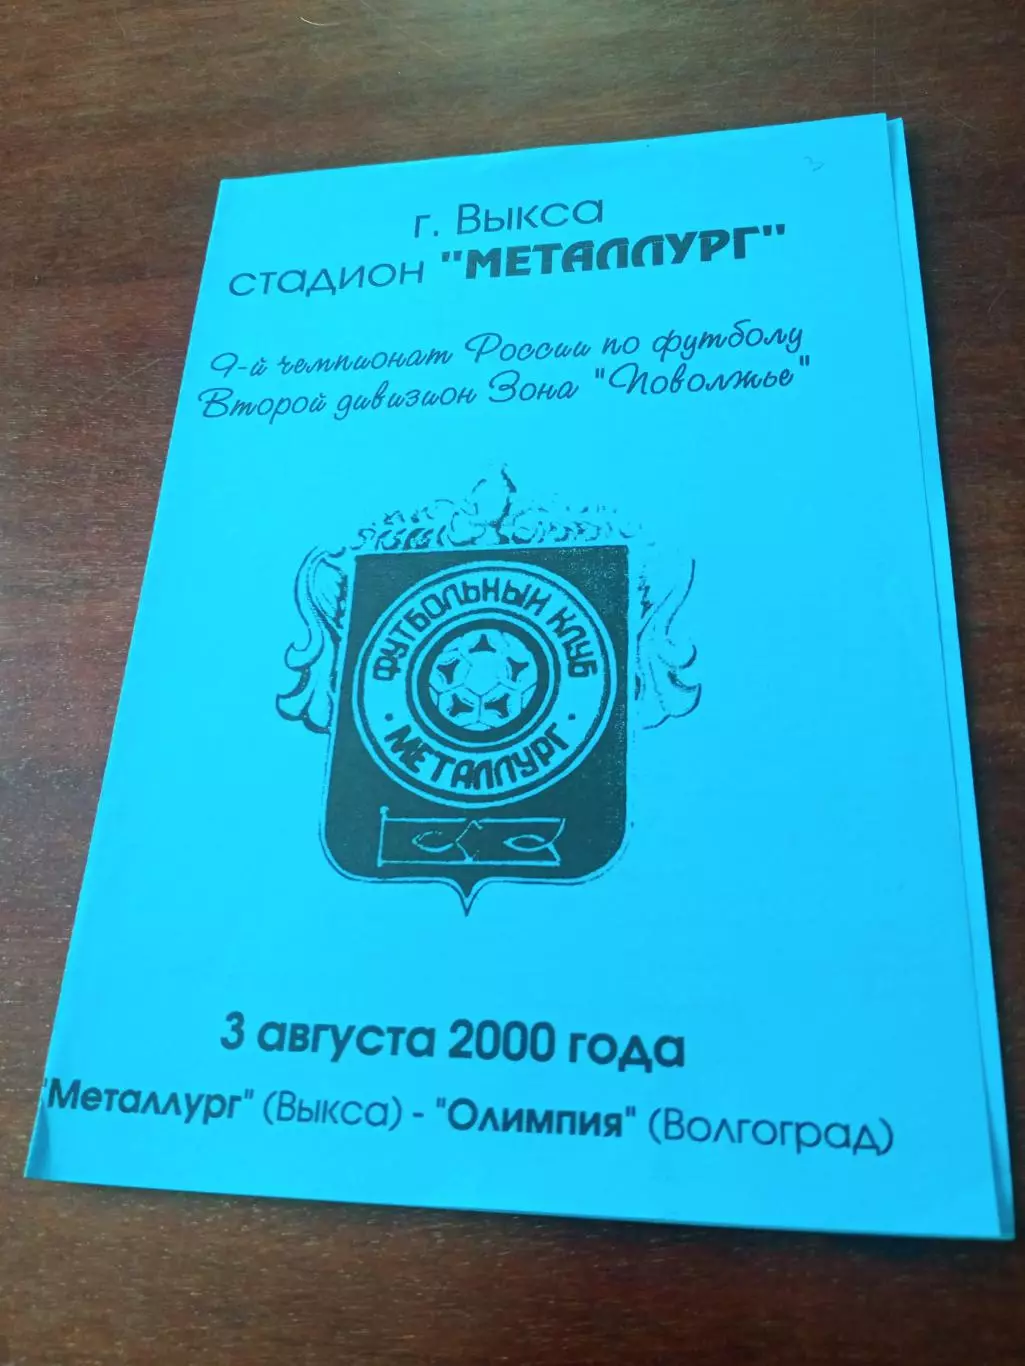 г. Выкса
стадион "МЕТАЛЛУРГ"
9-й чемпионат России по футболу
Второй дивизион Зона "Поволжье"
ФУТБОЛЬНЫЙ КЛУБ
· МЕТАЛЛУРГ ·
3 августа 2000 года
"Металлург" (Выкса) - "Олимпия" (Волгоград)